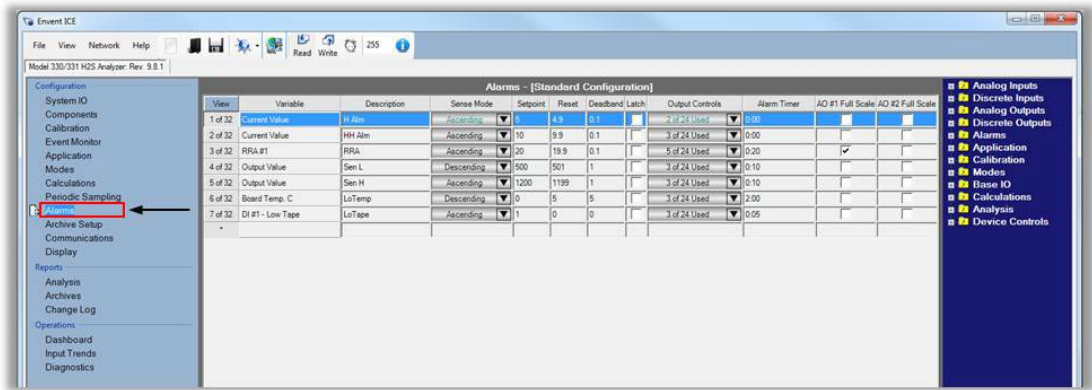 Envent ICE
File View Network Help Read Write 255
Model 330/331 H2S Analyzer: Rev. 9.8.1
Configuration
System IO
Components
Calibration
Event Monitor
Application
Modes
Calculations
Periodic Sampling
Alarms
Archive Setup
Communications
Display
Reports
Analysis
Archives
Change Log
Operations
Dashboard
Input Trends
Diagnostics
Alarms - [Standard Configuration]
View Variable Description Sense Mode Setpoint Reset Deadband Latch Output Controls Alarm Timer AO #1 Full Scale AO #2 Full Scale
1 of 32 Current Value H Alm Ascending 5 4.9 0.1 2 of 24 Used 0:00
2 of 32 Current Value HH Alm Ascending 10 9.9 0.1 3 of 24 Used 0:00
3 of 32 RRA #1 RRA Ascending 20 19.9 0.1 5 of 24 Used 0:20
4 of 32 Output Value Sen L Descending 500 501 1 3 of 24 Used 0:10
5 of 32 Output Value Sen H Ascending 1200 1199 1 3 of 24 Used 0:10
6 of 32 Board Temp. C LoTemp Descending 0 5 5 3 of 24 Used 2:00
7 of 32 DI #1 - Low Tape LoTape Ascending 1 0 0 3 of 24 Used 0:05
*
Analog Inputs
Discrete Inputs
Analog Outputs
Discrete Outputs
Alarms
Application
Calibration
Modes
Base IO
Calculations
Analysis
Device Controls